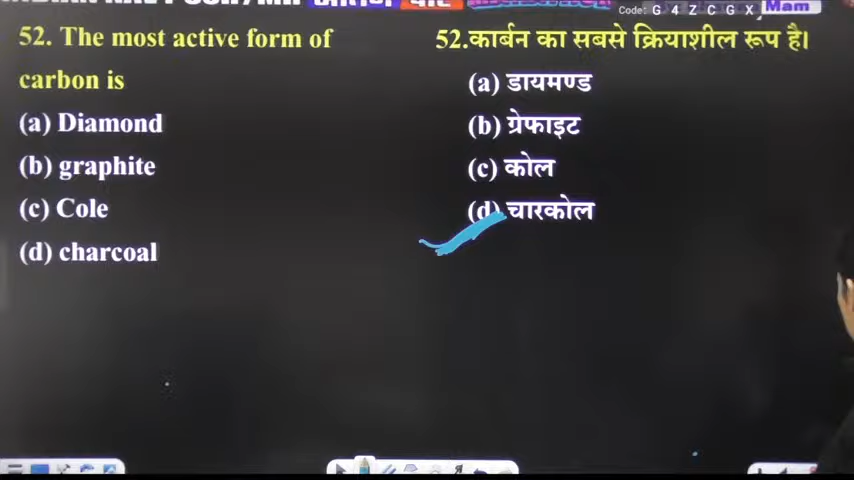 Code: G 4 Z C G X
Mam
52. The most active form of
carbon is
(a) Diamond
(b) graphite
(c) Cole
(d) charcoal
52.कार्बन का सबसे क्रियाशील रूप है।
(a) डायमण्ड
(b) ग्रेफाइट
(c) कोल
(d) चारकोल